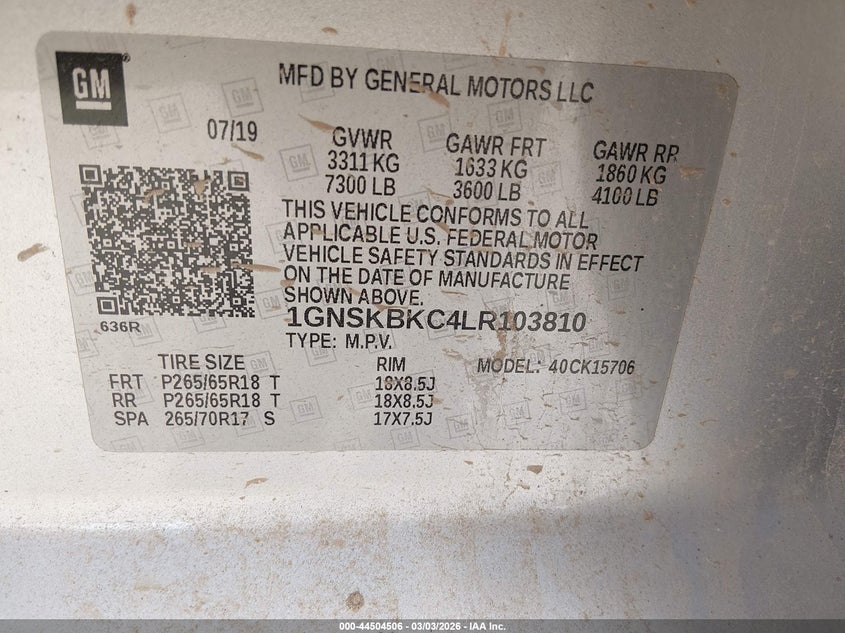 GM
MFD BY GENERAL MOTORS LLC
07/19
GVWR GAWR FRT GAWR RR
3311 KG 1633 KG 1860 KG
7300 LB 3600 LB 4100 LB
THIS VEHICLE CONFORMS TO ALL
APPLICABLE U.S. FEDERAL MOTOR
VEHICLE SAFETY STANDARDS IN EFFECT
ON THE DATE OF MANUFACTURE
SHOWN ABOVE.
636R
1GNSKBKC4LR103810
TYPE: M.P.V.
TIRE SIZE RIM MODEL: 40CK15706
FRT P265/65R18 T 18X8.5J
RR P265/65R18 T 18X8.5J
SPA 265/70R17 S 17X7.5J
000-44504506 - 03/03/2026 - IAA Inc.